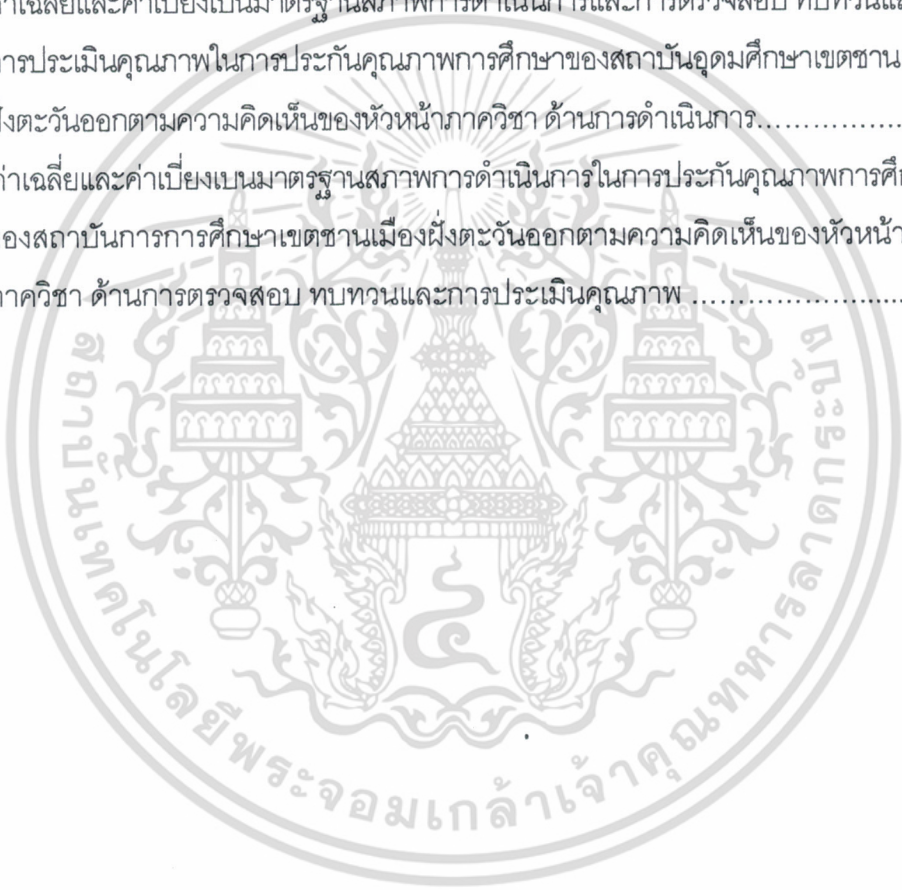 ค่าเฉลี่ยและค่าเบี่ยงเบนมาตรฐานสภาพการดำเนินการและการตรวจสอบ ทบทวนและ
การประเมินคุณภาพในการประกันคุณภาพการศึกษาของสถาบันอุดมศึกษาเขตชาน
ฝั่งตะวันออกตามความคิดเห็นของหัวหน้าภาควิชา ด้านการดำเนินการ................
ค่าเฉลี่ยและค่าเบี่ยงเบนมาตรฐานสภาพการดำเนินการในการประกันคุณภาพการศึก
ของสถาบันการการศึกษาเขตชานเมืองฝั่งตะวันออกตามความคิดเห็นของหัวหน้า
ภาควิชา ด้านการตรวจสอบ ทบทวนและการประเมินคุณภาพ ........................
สถาบันเทคโนโลยีพระจอมเกล้าเจ้าคุณทหารลาดกระบัง